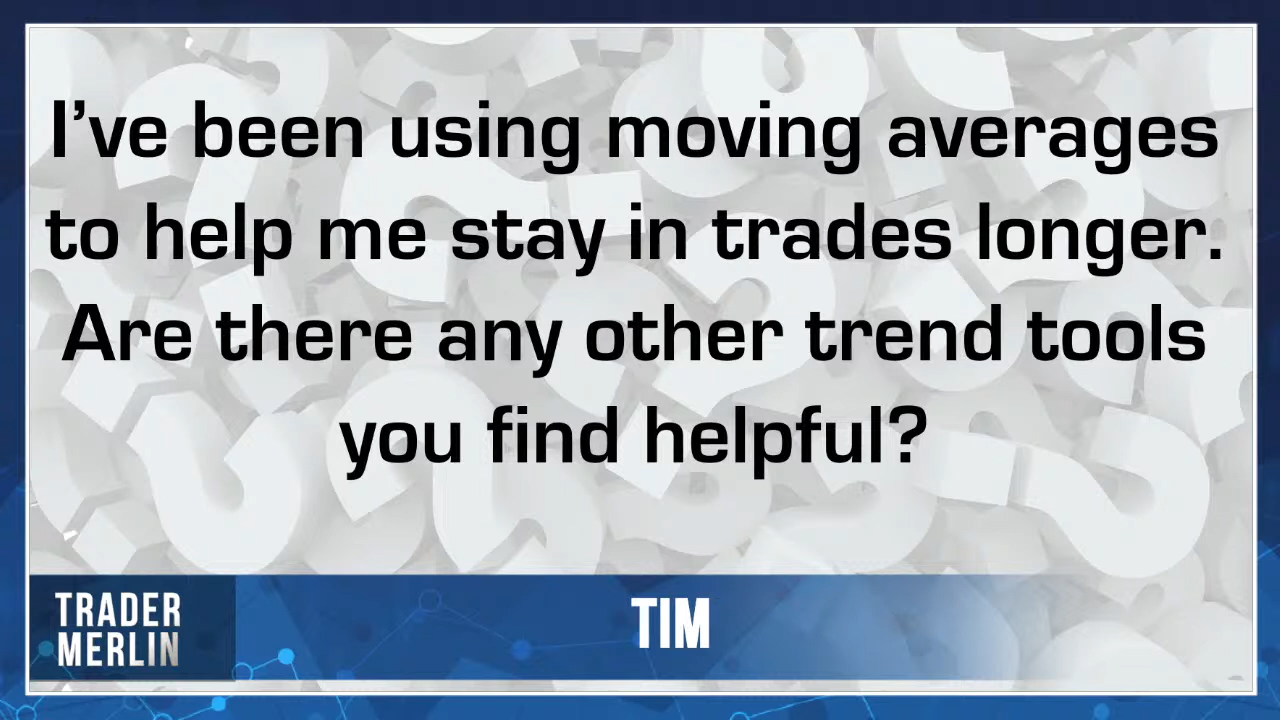 I’ve been using moving averages
to help me stay in trades longer.
Are there any other trend tools
you find helpful?
TRADER
MERLIN
TIM